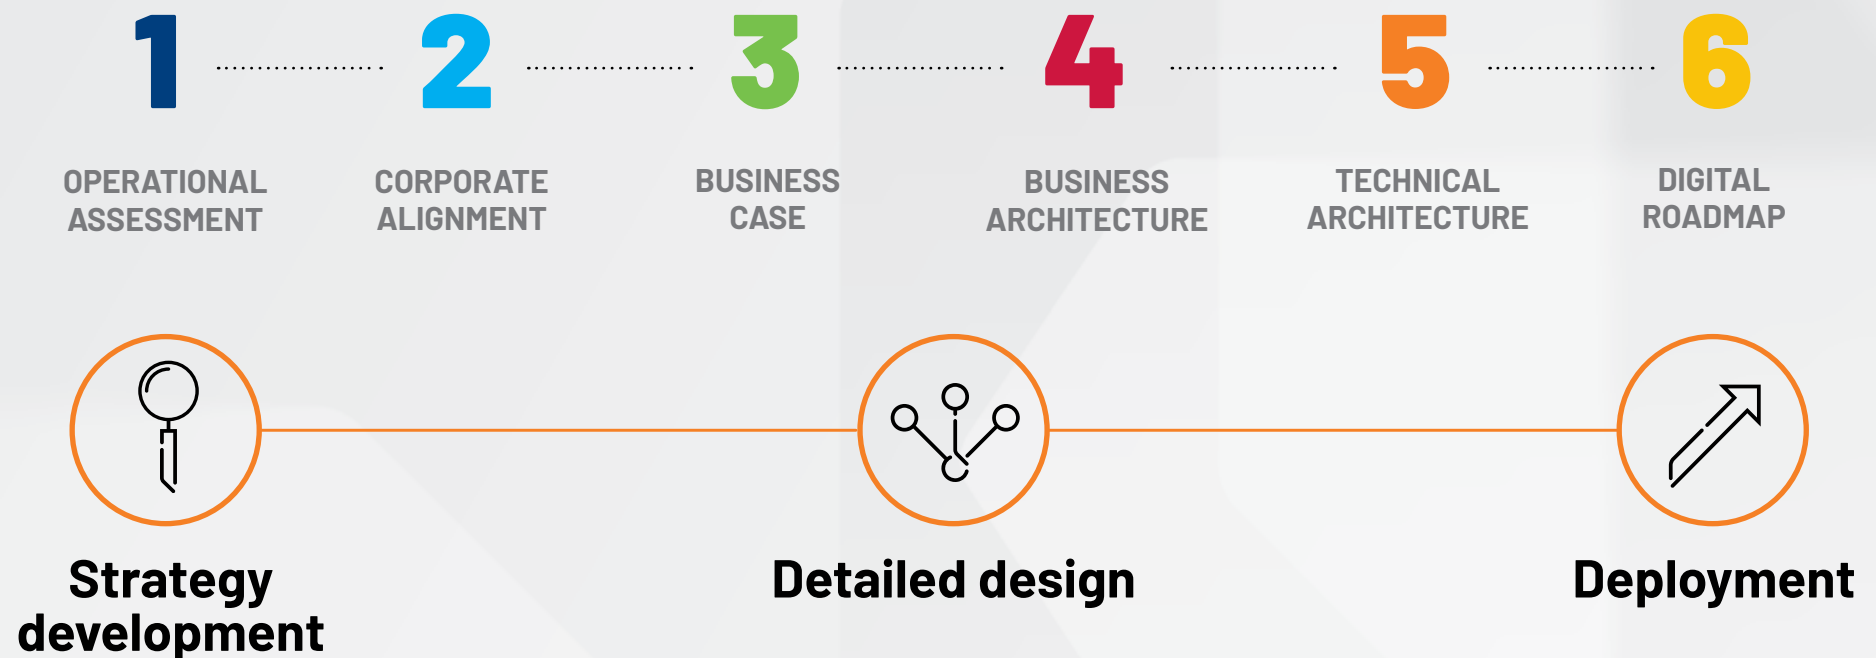 1 2 3 4 5 6
OPERATIONAL
ASSESSMENT
CORPORATE
ALIGNMENT
BUSINESS
CASE
BUSINESS
ARCHITECTURE
TECHNICAL
ARCHITECTURE
DIGITAL
ROADMAP
Strategy
development
Detailed design
Deployment